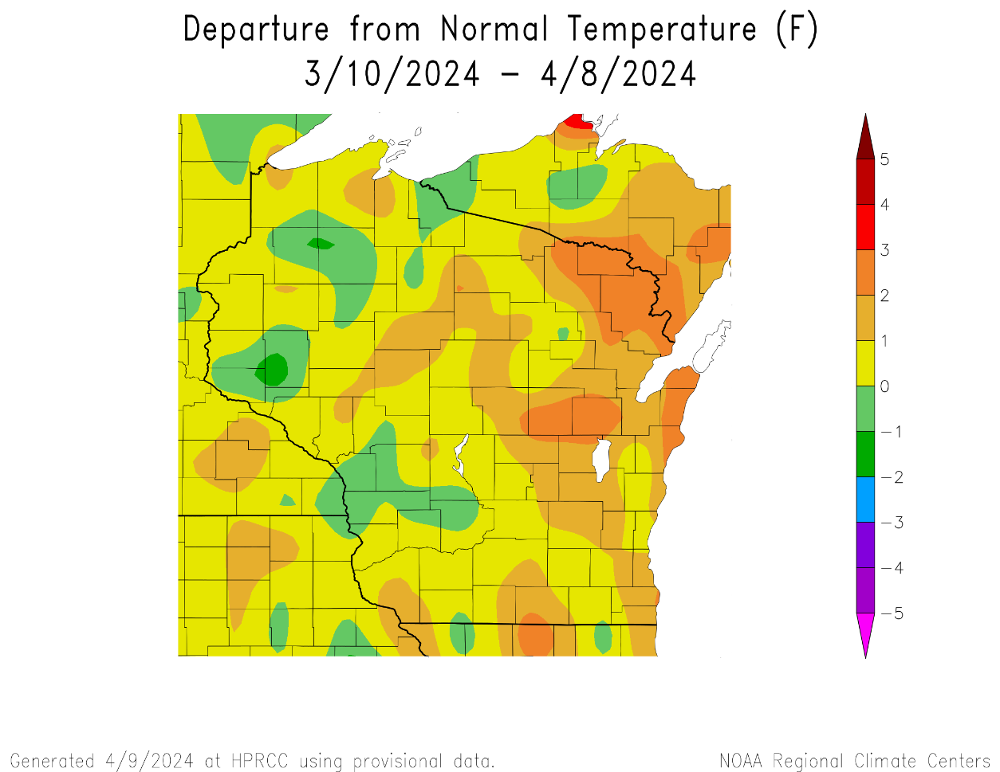 Departure from Normal Temperature (F)
3/10/2024 – 4/8/2024
5
4
3
2
1
0
−1
−2
−3
−4
−5
Generated 4/9/2024 at HPRCC using provisional data.
NOAA Regional Climate Centers